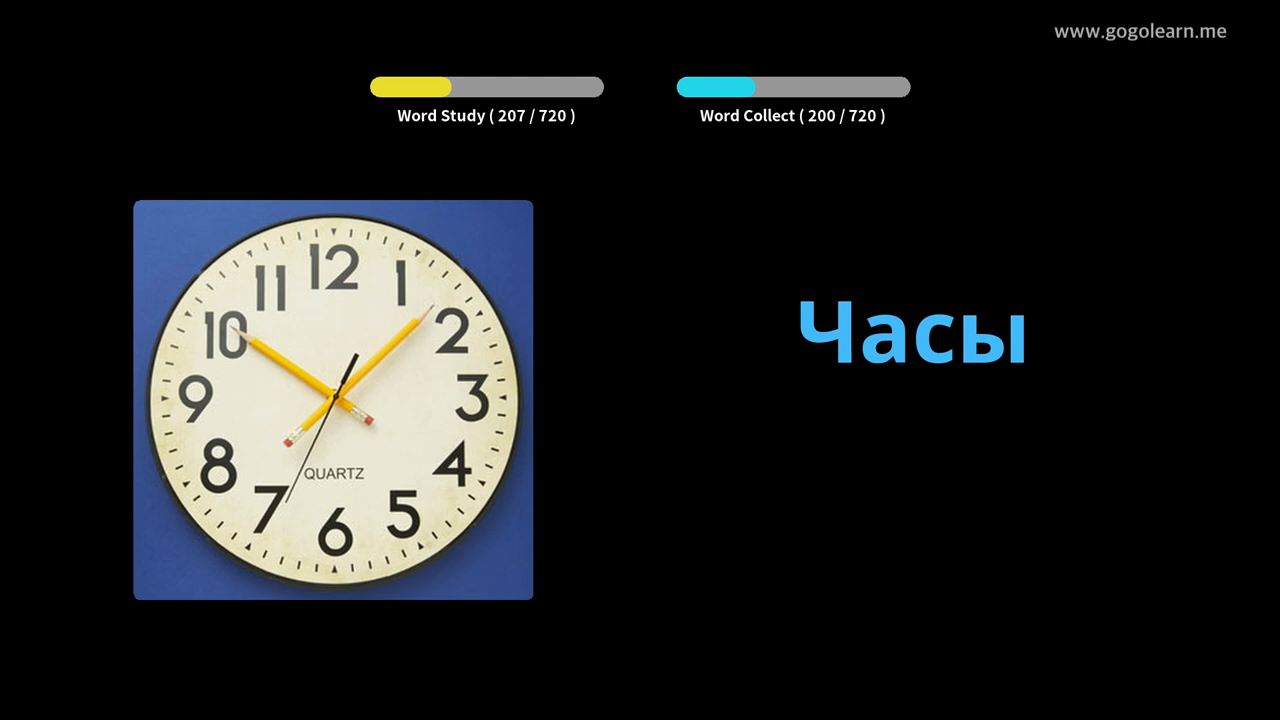 www.gogolearn.me
Word Study ( 207 / 720 )
Word Collect ( 200 / 720 )
12
11
1
10
2
9
3
8
4
QUARTZ
7
5
6
Часы